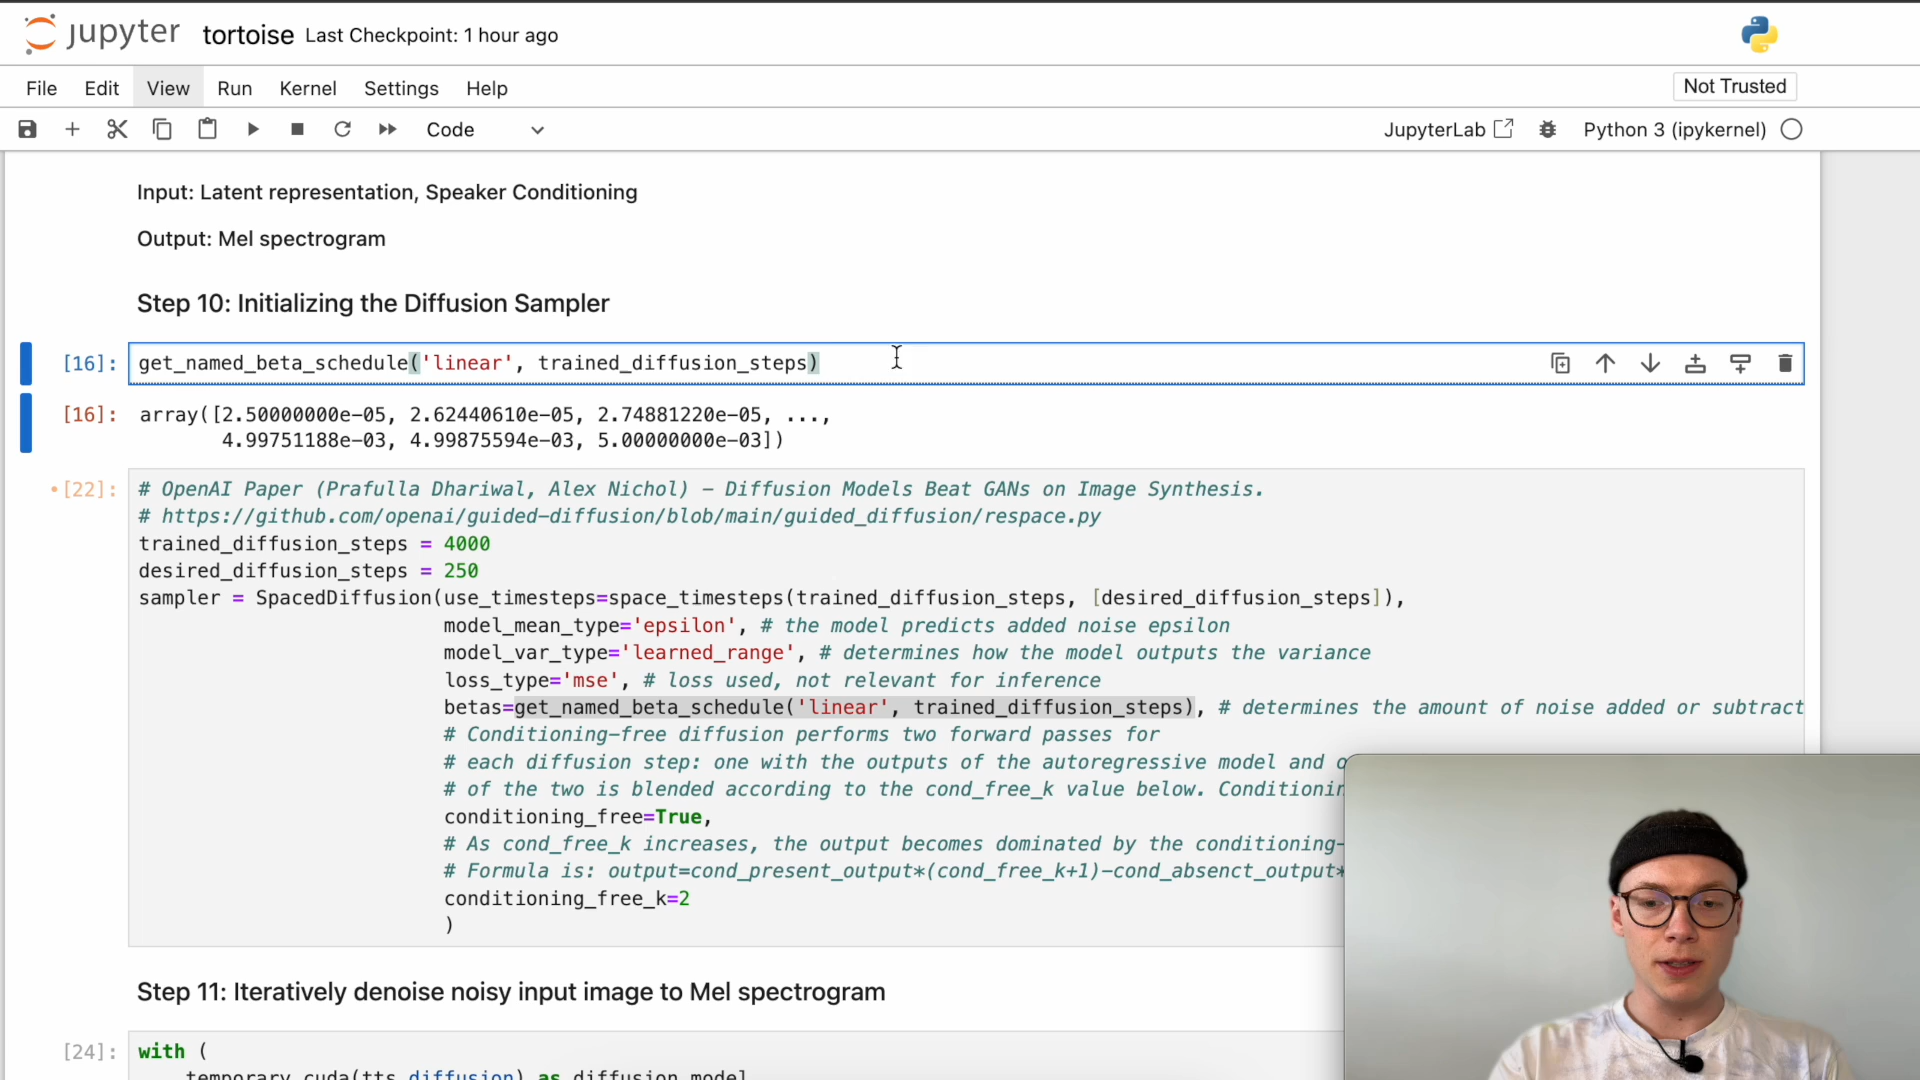 jupyter tortoise Last Checkpoint: 1 hour ago
File Edit View Run Kernel Settings Help Not Trusted
Code JupyterLab Python 3 (ipykernel)
Input: Latent representation, Speaker Conditioning
Output: Mel spectrogram
Step 10: Initializing the Diffusion Sampler
[16]: get_named_beta_schedule('linear', trained_diffusion_steps)
[16]: array([2.50000000e-05, 2.62440610e-05, 2.74881220e-05, ...,
4.99751188e-03, 4.99875594e-03, 5.00000000e-03])
[22]: # OpenAI Paper (Prafulla Dhariwal, Alex Nichol) – Diffusion Models Beat GANs on Image Synthesis.
# https://github.com/openai/guided-diffusion/blob/main/guided_diffusion/respace.py
trained_diffusion_steps = 4000
desired_diffusion_steps = 250
sampler = SpacedDiffusion(use_timesteps=space_timesteps(trained_diffusion_steps, [desired_diffusion_steps]),
model_mean_type='epsilon', # the model predicts added noise epsilon
model_var_type='learned_range', # determines how the model outputs the variance
loss_type='mse', # loss used, not relevant for inference
betas=get_named_beta_schedule('linear', trained_diffusion_steps), # determines the amount of noise added or subtract
# Conditioning-free diffusion performs two forward passes for
# each diffusion step: one with the outputs of the autoregressive model and o
# of the two is blended according to the cond_free_k value below. Conditionin
conditioning_free=True,
# As cond_free_k increases, the output becomes dominated by the conditioning-
# Formula is: output=cond_present_output*(cond_free_k+1)-cond_absenct_output*
conditioning_free_k=2
)
Step 11: Iteratively denoise noisy input image to Mel spectrogram
[24]: with (
temporary_cuda(tts.diffusion) as diffusion_model